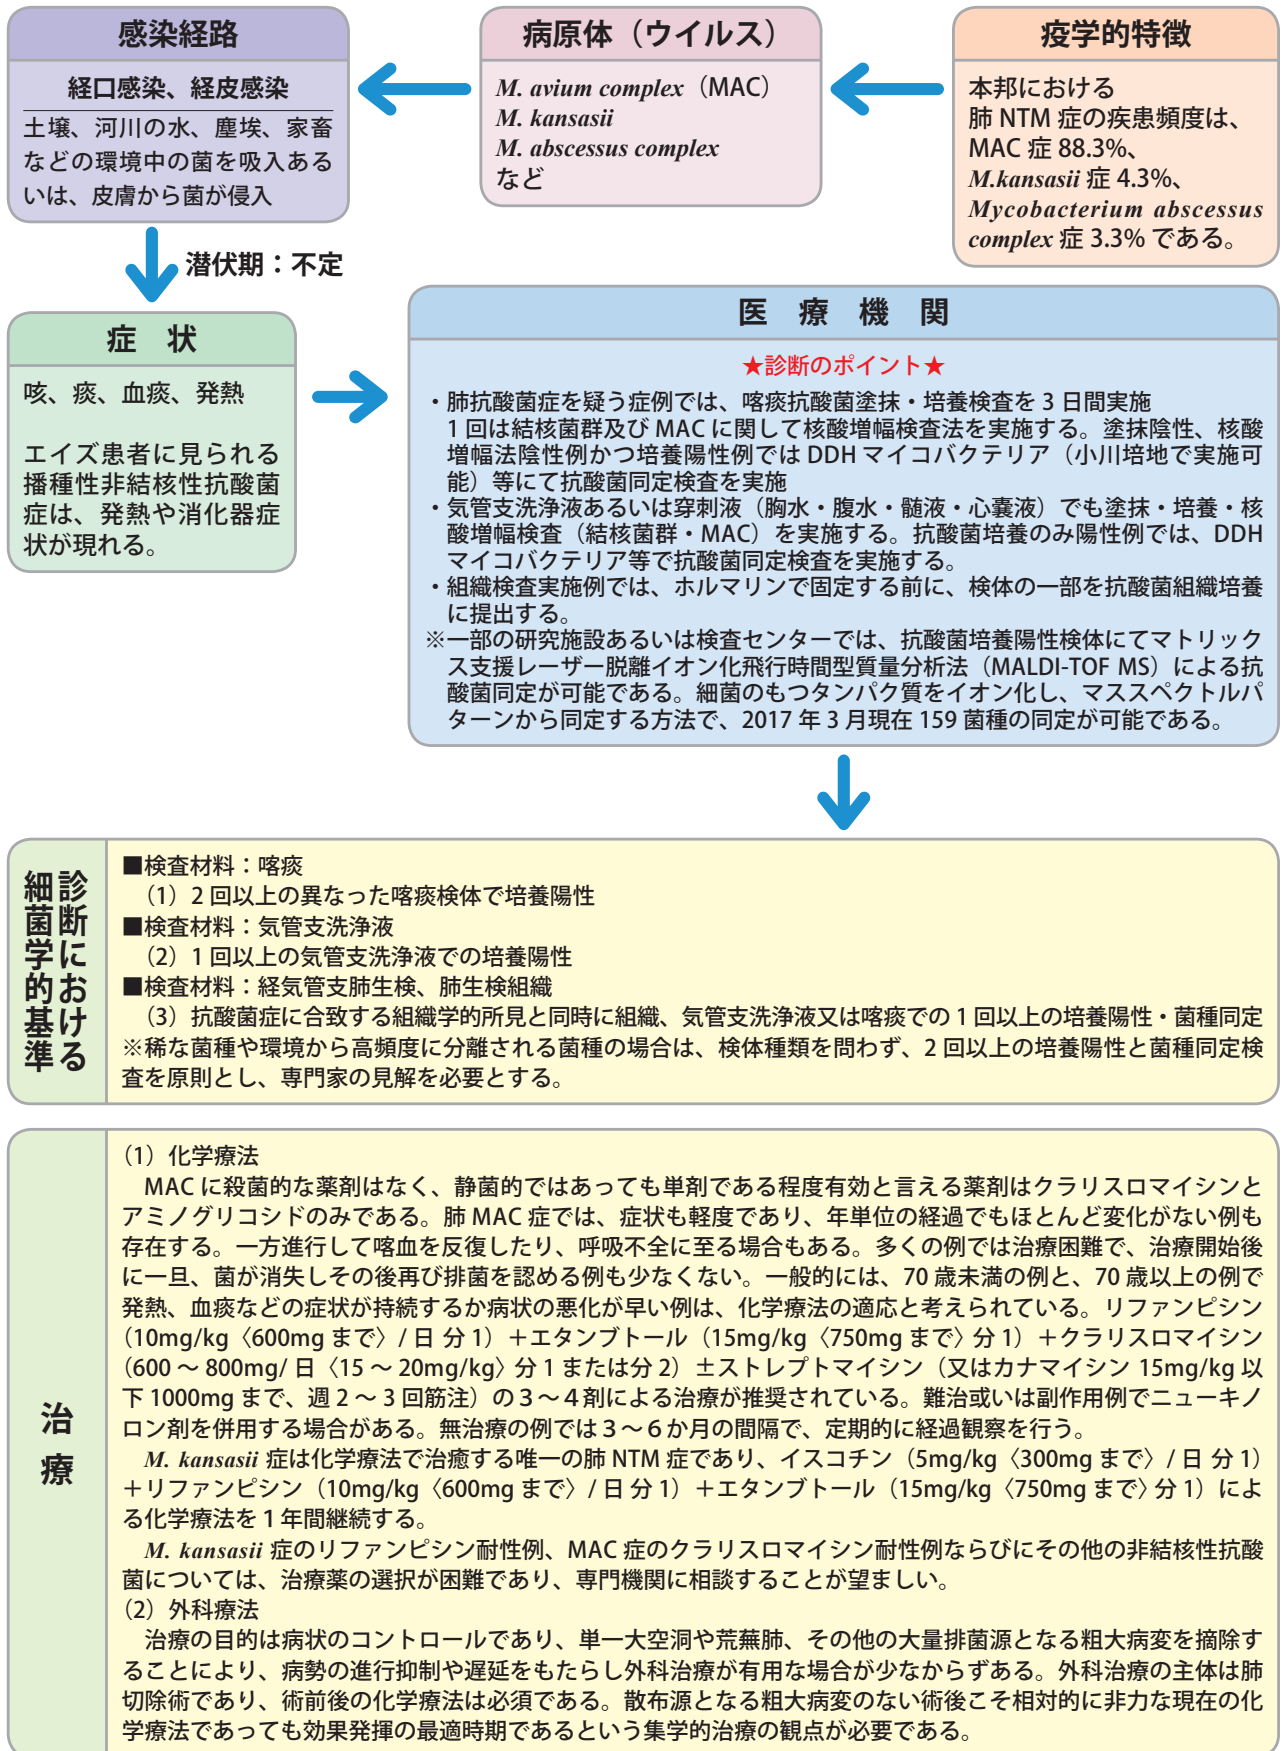 感染経路
経口感染、経皮感染
土壌、河川の水、塵埃、家畜
などの環境中の菌を吸入ある
いは、皮膚から菌が侵入
病原体（ウイルス）
M. avium complex（MAC）
M. kansasii
M. abscessus complex
など
疫学的特徴
本邦における
肺 NTM 症の疾患頻度は、
MAC 症 88.3%、
M.kansasii 症 4.3%、
Mycobacterium abscessus
complex 症 3.3% である。
潜伏期：不定
症 状
咳、痰、血痰、発熱
エイズ患者に見られる
播種性非結核性抗酸菌
症は、発熱や消化器症
状が現れる。
医 療 機 関
★診断のポイント★
・肺抗酸菌症を疑う症例では、喀痰抗酸菌塗抹・培養検査を 3 日間実施
1 回は結核菌群及び MAC に関して核酸増幅検査法を実施する。塗抹陰性、核酸
増幅法陰性例かつ培養陽性例では DDH マイコバクテリア（小川培地で実施可
能）等にて抗酸菌同定検査を実施
・気管支洗浄液あるいは穿刺液（胸水・腹水・髄液・心嚢液）でも塗抹・培養・核
酸増幅検査（結核菌群・MAC）を実施する。抗酸菌培養のみ陽性例では、DDH
マイコバクテリア等で抗酸菌同定検査を実施する。
・組織検査実施例では、ホルマリンで固定する前に、検体の一部を抗酸菌組織培養
に提出する。
※一部の研究施設あるいは検査センターでは、抗酸菌培養陽性検体にてマトリック
ス支援レーザー脱離イオン化飛行時間型質量分析法（MALDI-TOF MS）による抗
酸菌同定が可能である。細菌のもつタンパク質をイオン化し、マススペクトルパ
ターンから同定する方法で、2017 年 3 月現在 159 菌種の同定が可能である。
診断における
細菌学的基準
■検査材料：喀痰
（1）2 回以上の異なった喀痰検体で培養陽性
■検査材料：気管支洗浄液
（2）1 回以上の気管支洗浄液での培養陽性
■検査材料：経気管支肺生検、肺生検組織
（3）抗酸菌症に合致する組織学的所見と同時に組織、気管支洗浄液又は喀痰での 1 回以上の培養陽性・菌種同定
※稀な菌種や環境から高頻度に分離される菌種の場合は、検体種類を問わず、2 回以上の培養陽性と菌種同定検
査を原則とし、専門家の見解を必要とする。
治
療
（1）化学療法
MAC に殺菌的な薬剤はなく、静菌的ではあっても単剤である程度有効と言える薬剤はクラリスロマイシンと
アミノグリコシドのみである。肺 MAC 症では、症状も軽度であり、年単位の経過でもほとんど変化がない例も
存在する。一方進行して喀血を反復したり、呼吸不全に至る場合もある。多くの例では治療困難で、治療開始後
に一旦、菌が消失しその後再び排菌を認める例も少なくない。一般的には、70 歳未満の例と、70 歳以上の例で
発熱、血痰などの症状が持続するか病状の悪化が早い例は、化学療法の適応と考えられている。リファンピシン
（10mg/kg〈600mg まで〉/ 日 分 1）＋エタンブトール（15mg/kg〈750mg まで〉分 1）＋クラリスロマイシン
（600 〜 800mg/ 日〈15 〜 20mg/kg〉分 1 または分 2）±ストレプトマイシン（又はカナマイシン 15mg/kg 以
下 1000mg まで、週 2 〜 3 回筋注）の３〜４剤による治療が推奨されている。難治或いは副作用例でニューキノ
ロン剤を併用する場合がある。無治療の例では３〜６か月の間隔で、定期的に経過観察を行う。
M. kansasii 症は化学療法で治癒する唯一の肺 NTM 症であり、イスコチン（5mg/kg〈300mg まで〉/ 日 分 1）
＋リファンピシン（10mg/kg〈600mg まで〉/ 日 分 1）＋エタンブトール（15mg/kg〈750mg まで〉分 1）によ
る化学療法を１年間継続する。
M. kansasii 症のリファンピシン耐性例、MAC 症のクラリスロマイシン耐性例ならびにその他の非結核性抗酸
菌については、治療薬の選択が困難であり、専門機関に相談することが望ましい。
（2）外科療法
治療の目的は病状のコントロールであり、単一大空洞や荒蕪肺、その他の大量排菌源となる粗大病変を摘除す
ることにより、病勢の進行抑制や遅延をもたらし外科治療が有用な場合が少なからずある。外科治療の主体は肺
切除術であり、術前後の化学療法は必須である。散布源となる粗大病変のない術後こそ相対的に非力な現在の化
学療法であっても効果発揮の最適時期であるという集学的治療の観点が必要である。